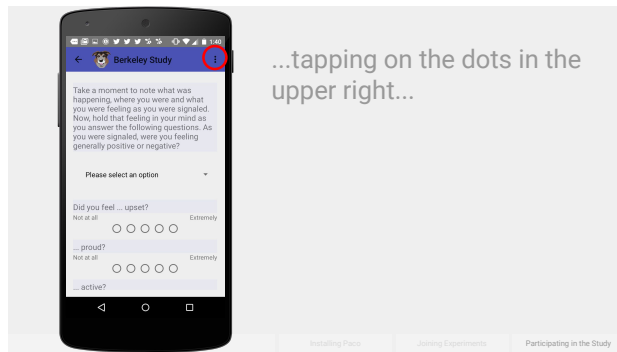 1:40
Berkeley Study
...tapping on the dots in the
upper right...
Take a moment to note what was
happening, where you were and what
you were feeling as you were signaled.
Now, hold that feeling in your mind as
you answer the following questions. As
you were signaled, were you feeling
generally positive or negative?
Please select an option
Did you feel ... upset?
Not at all Extremely
... proud?
Not at all Extremely
... active?
Installing Paco Joining Experiments Participating in the Study